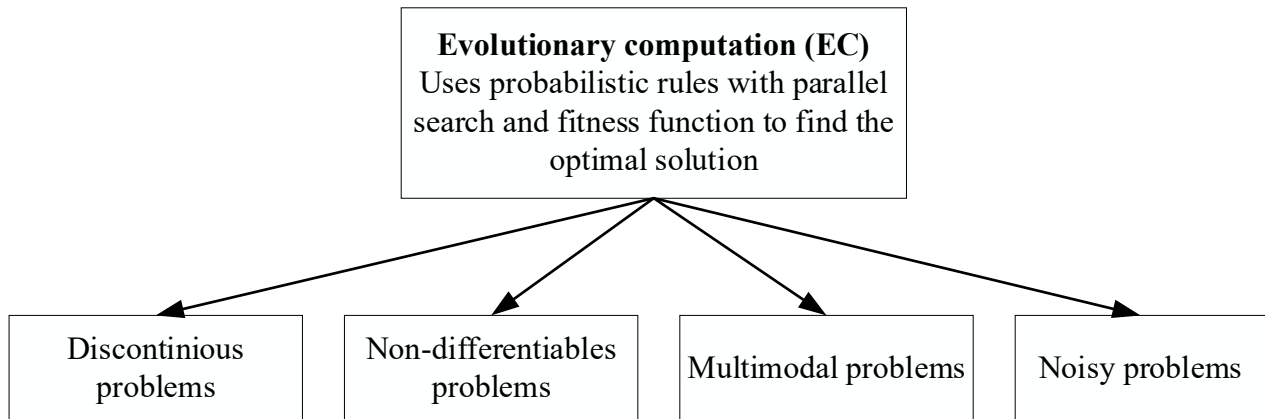 Evolutionary computation (EC)
Uses probabilistic rules with parallel
search and fitness function to find the
optimal solution
Discontinious
problems
Non-differentiables
problems
Multimodal problems
Noisy problems